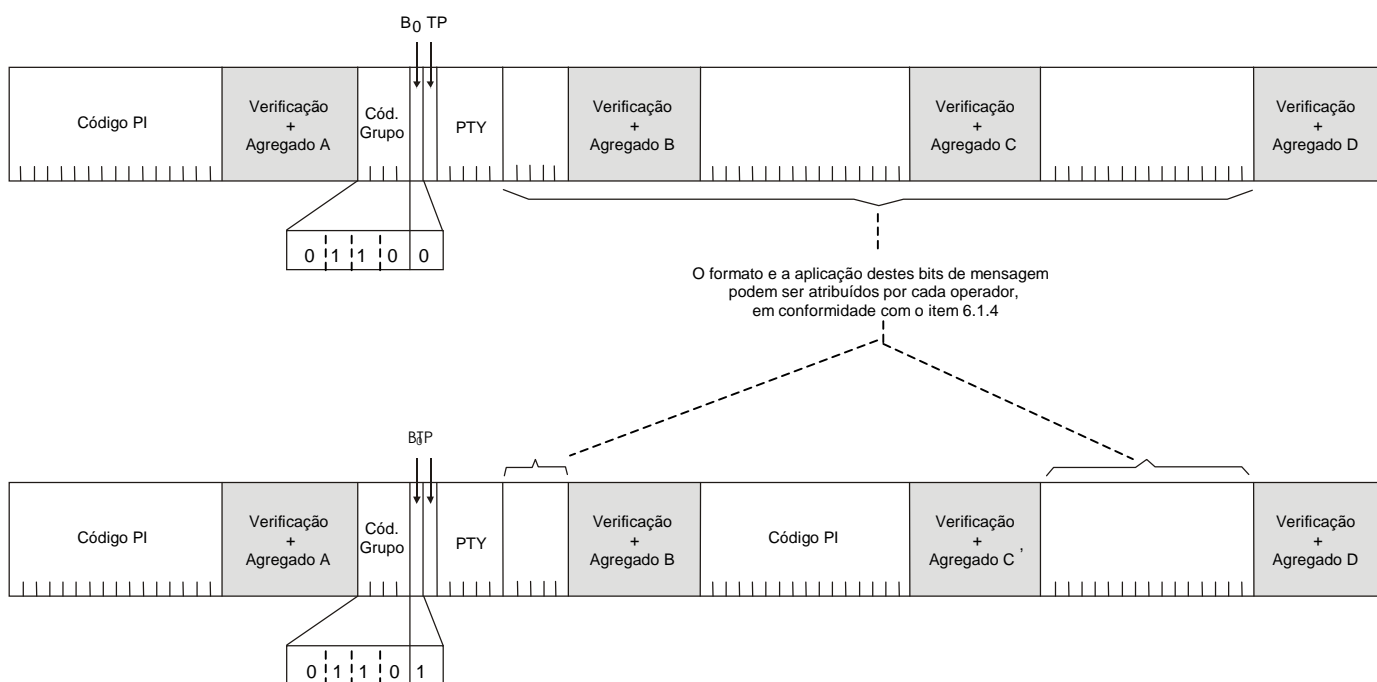 B0 TP
Código PI
Verificação
+
Agregado A
Cód.
Grupo
PTY
Verificação
+
Agregado B
Verificação
+
Agregado C
Verificação
+
Agregado D
0 1 1 0 0
O formato e a aplicação destes bits de mensagem
podem ser atribuídos por cada operador,
em conformidade com o item 6.1.4
B0TP
Código PI
Verificação
+
Agregado A
Cód.
Grupo
PTY
Verificação
+
Agregado B
Código PI
Verificação
+
Agregado C '
Verificação
+
Agregado D
0 1 1 0 1